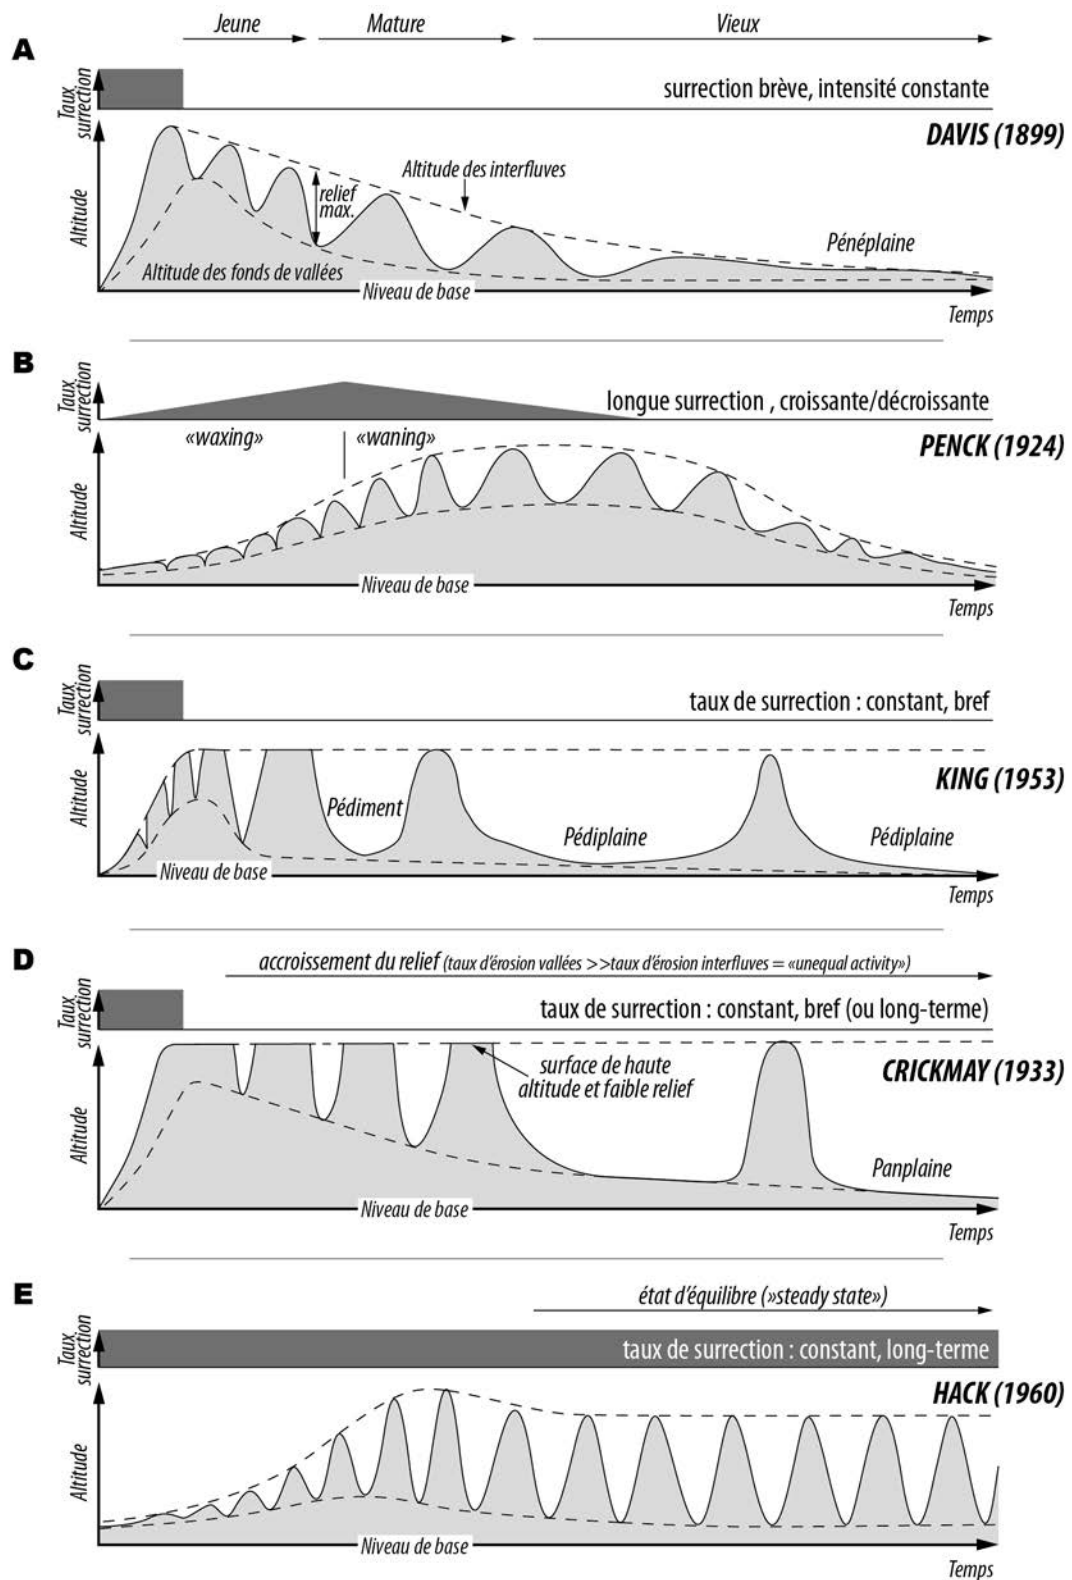 Jeune
Mature
Vieux
A
Taux
surrection
surrection brève, intensité constante
DAVIS (1899)
Altitude
Altitude des interfluves
relief
max.
Pénéplaine
Altitude des fonds de vallées
Niveau de base
Temps
B
Taux
surrection
longue surrection , croissante/décroissante
«waxing»
«waning»
PENCK (1924)
Altitude
Niveau de base
Temps
C
Taux
surrection
taux de surrection : constant, bref
KING (1953)
Altitude
Pédiment
Pédiplaine
Pédiplaine
Niveau de base
Temps
D
accroissement du relief (taux d'érosion vallées >>taux d'érosion interfluves = «unequal activity»)
Taux
surrection
taux de surrection : constant, bref (ou long-terme)
surface de haute
altitude et faible relief
CRICKMAY (1933)
Altitude
Panplaine
Niveau de base
Temps
E
état d'équilibre (»steady state»)
Taux
surrection
taux de surrection : constant, long-terme
HACK (1960)
Altitude
Niveau de base
Temps